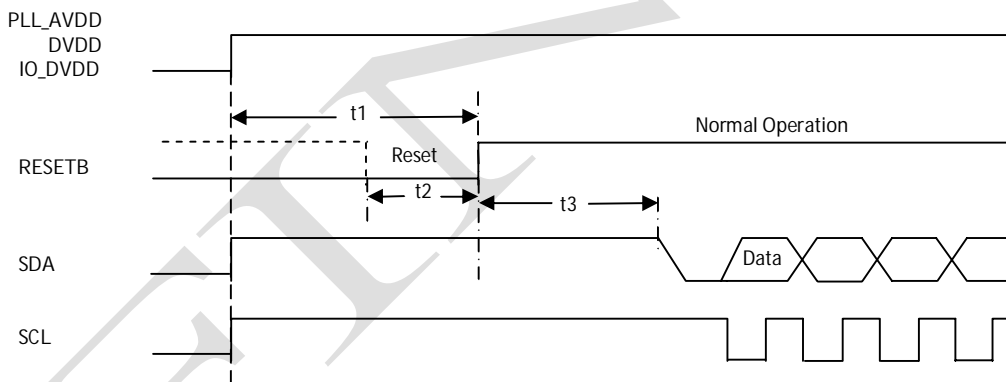 PLL_AVDD
DVDD
IO_DVDD
t1
Normal Operation
RESETB
Reset
t2
t3
SDA
Data
SCL